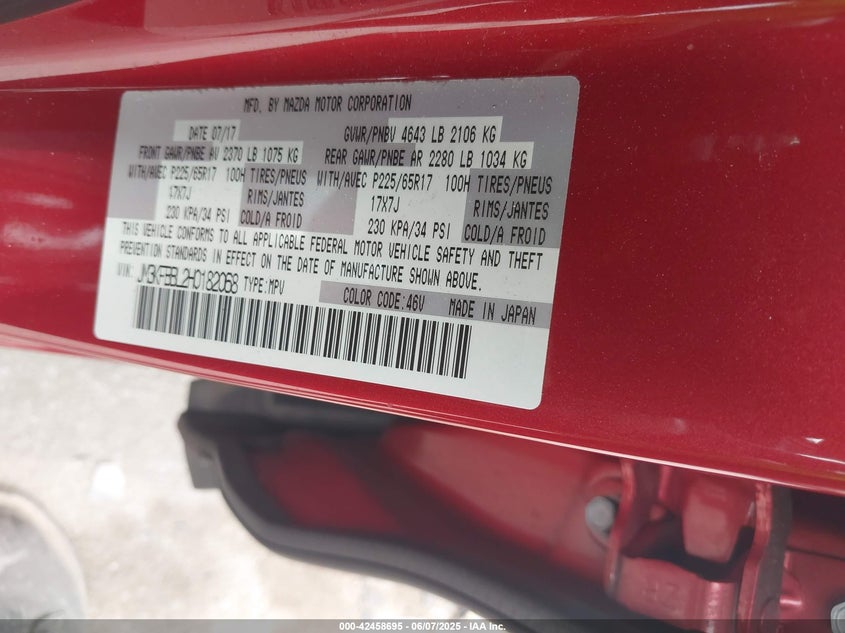 MFD. BY MAZDA MOTOR CORPORATION
DATE 07/17 GVWR/PNBV 4643 LB 2106 KG
FRONT GAWR/PNBE AV 2370 LB 1075 KG REAR GAWR/PNBE AR 2280 LB 1034 KG
WITH/AVEC P225/65R17 100H TIRES/PNEUS WITH/AVEC P225/65R17 100H TIRES/PNEUS
17X7J RIMS/JANTES 17X7J RIMS/JANTES
230 KPA/34 PSI COLD/A FROID 230 KPA/34 PSI COLD/A FROID
THIS VEHICLE CONFORMS TO ALL APPLICABLE FEDERAL MOTOR VEHICLE SAFETY AND THEFT
PREVENTION STANDARDS IN EFFECT ON THE DATE OF MANUFACTURE SHOWN ABOVE.
VIN: JM3KFBBL2H0182068 TYPE:MPV
COLOR CODE:46V MADE IN JAPAN
000-42458695 - 06/07/2025 - IAA Inc.